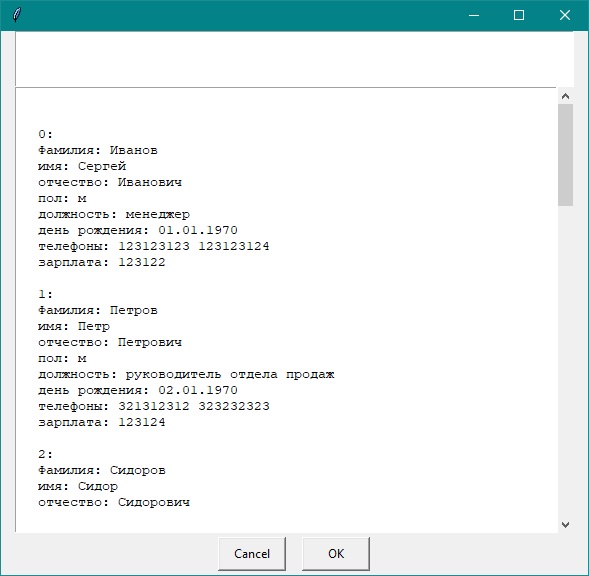 0:
Фамилия: Иванов
имя: Сергей
отчество: Иванович
пол: м
должность: менеджер
день рождения: 01.01.1970
телефоны: 123123123 123123124
зарплата: 123122
1:
Фамилия: Петров
имя: Петр
отчество: Петрович
пол: м
должность: руководитель отдела продаж
день рождения: 02.01.1970
телефоны: 321312312 323232323
зарплата: 123124
2:
Фамилия: Сидоров
имя: Сидор
отчество: Сидорович
Cancel OK